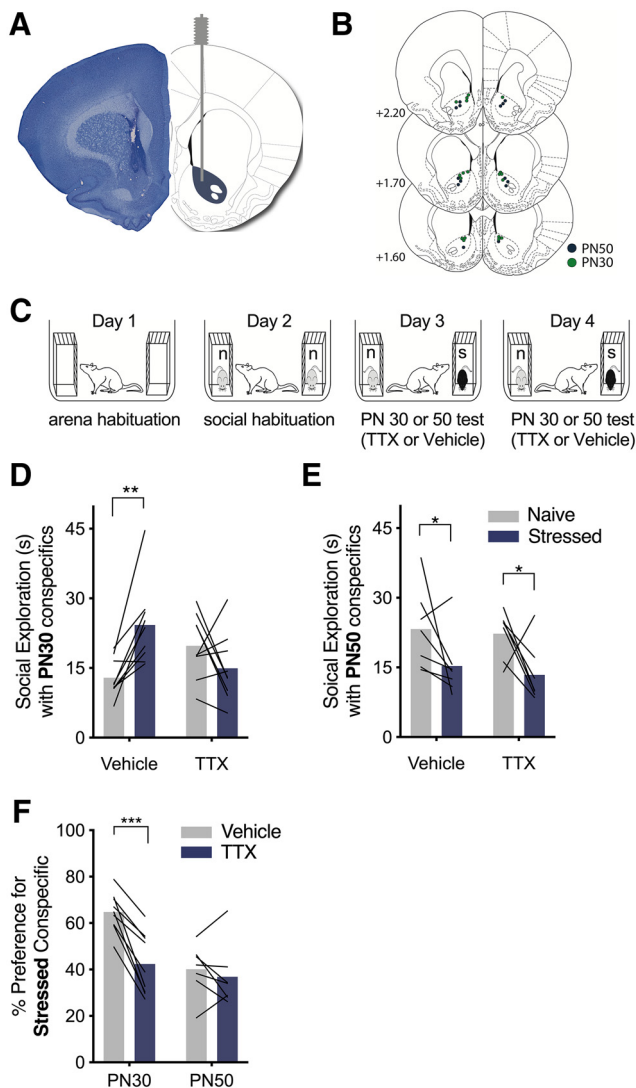 A
B
+2.20
+1.70
+1.60
PN50
PN30
C
Day 1
Day 2
Day 3
Day 4
n
n
n
s
n
s
arena habituation
social habituation
PN 30 or 50 test
(TTX or Vehicle)
PN 30 or 50 test
(TTX or Vehicle)
D
**
Social Exploration (s)
with PN30 conspecifics
45
30
15
0
Vehicle
TTX
E
Naive
Stressed
*
*
Soical Exploration (s)
with PN50 conspecifics
45
30
15
0
Vehicle
TTX
F
***
Vehicle
TTX
% Preference for
Stressed Conspecific
100
80
60
40
20
0
PN30
PN50